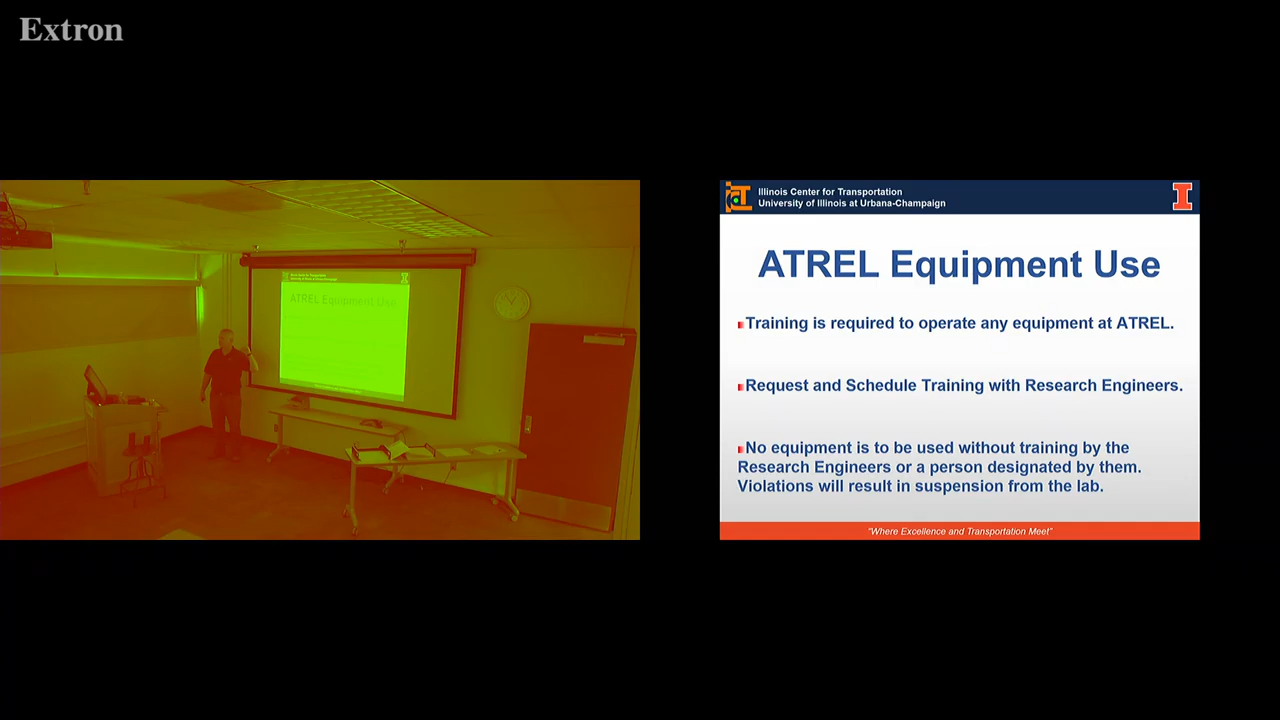 Extron
ATREL Equipment Use
Illinois Center for Transportation
University of Illinois at Urbana-Champaign
ATREL Equipment Use
Training is required to operate any equipment at ATREL.
Request and Schedule Training with Research Engineers.
No equipment is to be used without training by the
Research Engineers or a person designated by them.
Violations will result in suspension from the lab.
"Where Excellence and Transportation Meet"